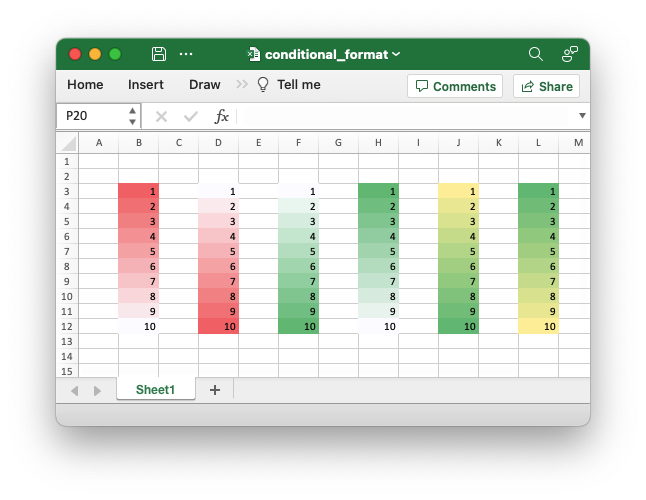 conditional_format
Home Insert Draw Tell me Comments Share
P20 fx
A B C D E F G H I J K L M
1
2
3 1 1 1 1 1 1
4 2 2 2 2 2 2
5 3 3 3 3 3 3
6 4 4 4 4 4 4
7 5 5 5 5 5 5
8 6 6 6 6 6 6
9 7 7 7 7 7 7
10 8 8 8 8 8 8
11 9 9 9 9 9 9
12 10 10 10 10 10 10
13
14
15
Sheet1 +